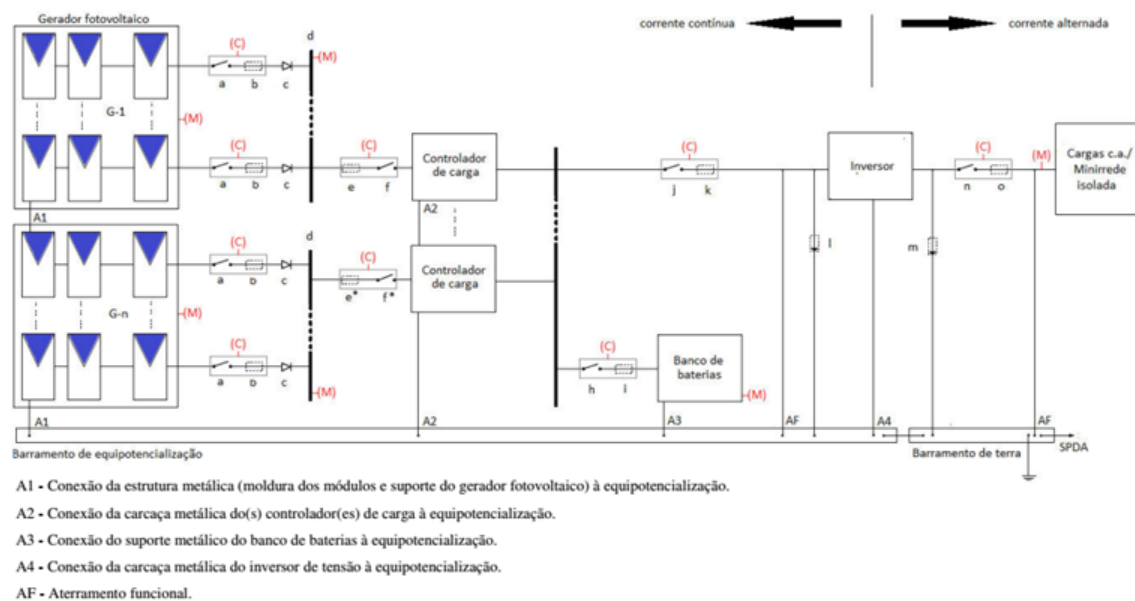 Gerador fotovoltaico
corrente contínua
corrente alternada
d
(C)
(M)
a b c
G-1
(M)
(C)
a b c
(C)
e f
Controlador de carga
A2
(C)
j k
Inversor
(C)
n o
(M)
Cargas c.a./ Minirrede isolada
l
m
A1
d
(C)
a b c
(C)
e* f*
Controlador de carga
G-n
(M)
(C)
a b c
(M)
(C)
h i
Banco de baterias
(M)
A1
A2
A3
AF
A4
AF
SPDA
Barramento de equipotencialização
Barramento de terra
A1 - Conexão da estrutura metálica (moldura dos módulos e suporte do gerador fotovoltaico) à equipotencialização.
A2 - Conexão da carcaça metálica do(s) controlador(es) de carga à equipotencialização.
A3 - Conexão do suporte metálico do banco de baterias à equipotencialização.
A4 - Conexão da carcaça metálica do inversor de tensão à equipotencialização.
AF - Aterramento funcional.